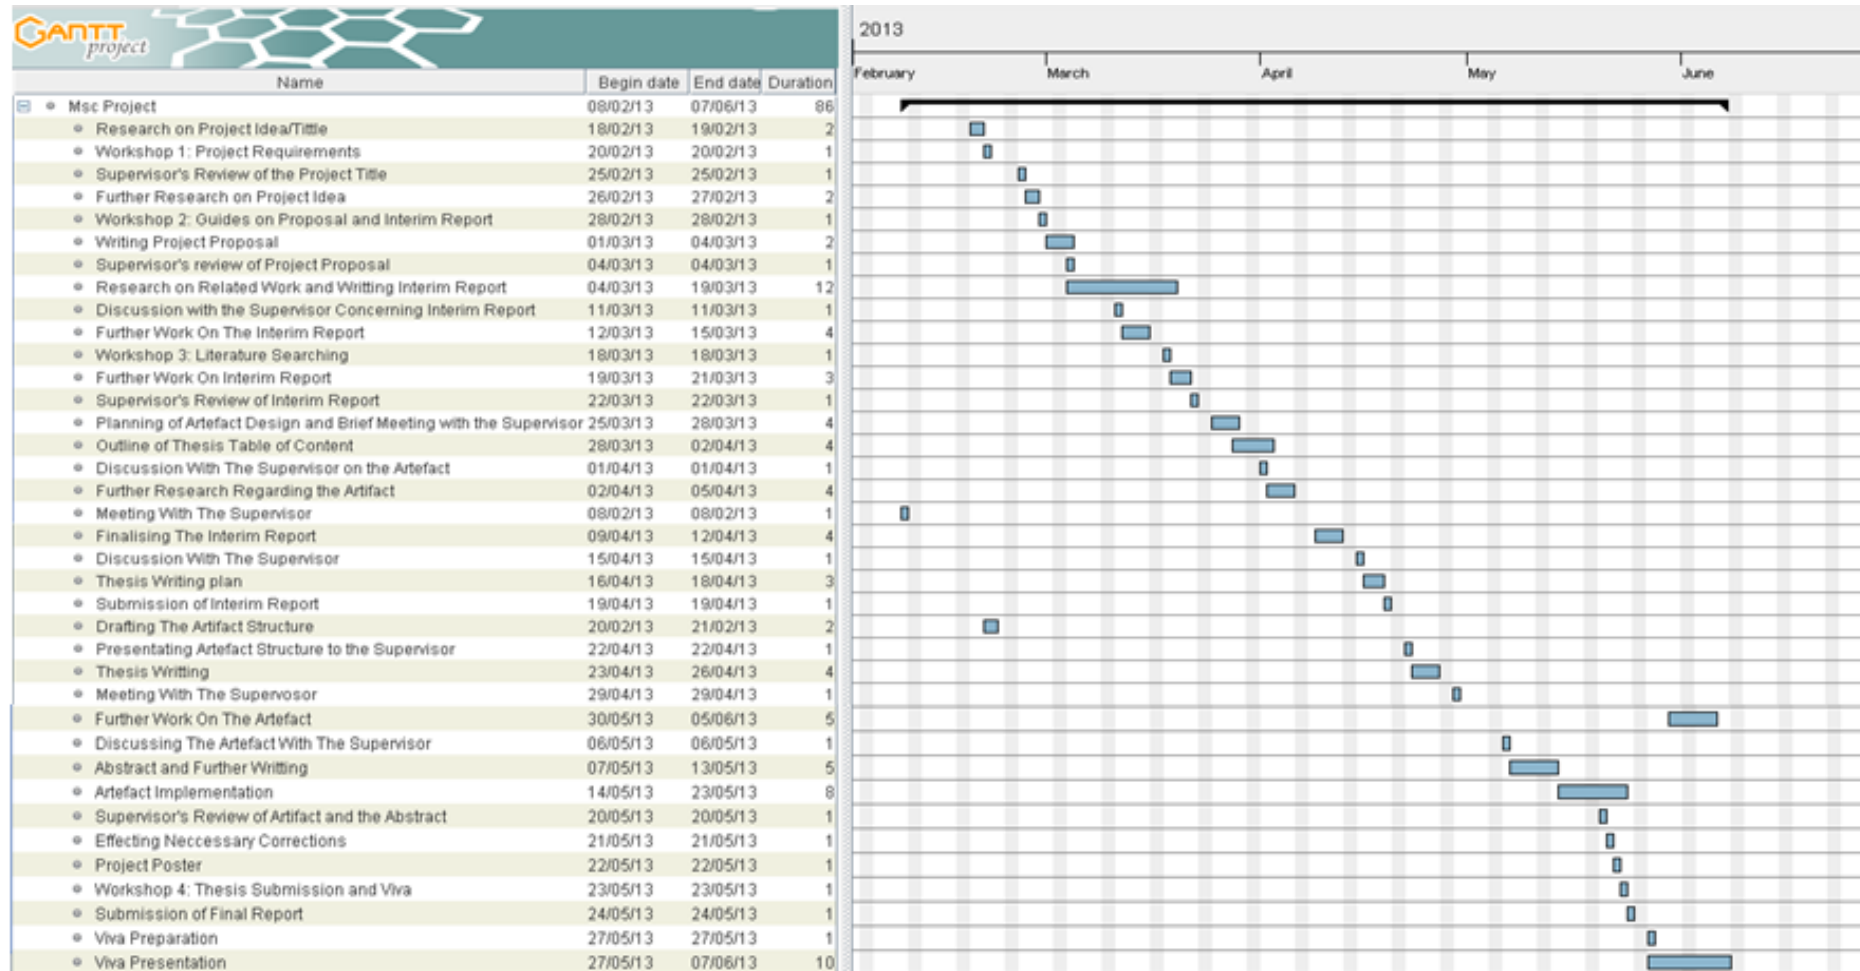 GANTT project
2013
February March April May June
Name Begin date End date Duration
Msc Project 08/02/13 07/06/13 86
Research on Project Idea/Tittle 18/02/13 19/02/13 2
Workshop 1: Project Requirements 20/02/13 20/02/13 1
Supervisor's Review of the Project Title 25/02/13 25/02/13 1
Further Research on Project Idea 26/02/13 27/02/13 2
Workshop 2: Guides on Proposal and Interim Report 28/02/13 28/02/13 1
Writing Project Proposal 01/03/13 04/03/13 2
Supervisor's review of Project Proposal 04/03/13 04/03/13 1
Research on Related Work and Writting Interim Report 04/03/13 19/03/13 12
Discussion with the Supervisor Concerning Interim Report 11/03/13 11/03/13 1
Further Work On The Interim Report 12/03/13 15/03/13 4
Workshop 3: Literature Searching 18/03/13 18/03/13 1
Further Work On Interim Report 19/03/13 21/03/13 3
Supervisor's Review of Interim Report 22/03/13 22/03/13 1
Planning of Artefact Design and Brief Meeting with the Supervisor 25/03/13 28/03/13 4
Outline of Thesis Table of Content 28/03/13 02/04/13 4
Discussion With The Supervisor on the Artefact 01/04/13 01/04/13 1
Further Research Regarding the Artifact 02/04/13 05/04/13 4
Meeting With The Supervisor 08/02/13 08/02/13 1
Finalising The Interim Report 09/04/13 12/04/13 4
Discussion With The Supervisor 15/04/13 15/04/13 1
Thesis Writing plan 16/04/13 18/04/13 3
Submission of Interim Report 19/04/13 19/04/13 1
Drafting The Artifact Structure 20/02/13 21/02/13 2
Presentating Artefact Structure to the Supervisor 22/04/13 22/04/13 1
Thesis Writting 23/04/13 26/04/13 4
Meeting With The Supervosor 29/04/13 29/04/13 1
Further Work On The Artefact 30/05/13 05/06/13 5
Discussing The Artefact With The Supervisor 06/05/13 06/05/13 1
Abstract and Further Writting 07/05/13 13/05/13 5
Artefact Implementation 14/05/13 23/05/13 8
Supervisor's Review of Artifact and the Abstract 20/05/13 20/05/13 1
Effecting Neccessary Corrections 21/05/13 21/05/13 1
Project Poster 22/05/13 22/05/13 1
Workshop 4: Thesis Submission and Viva 23/05/13 23/05/13 1
Submission of Final Report 24/05/13 24/05/13 1
Viva Preparation 27/05/13 27/05/13 1
Viva Presentation 27/05/13 07/06/13 10